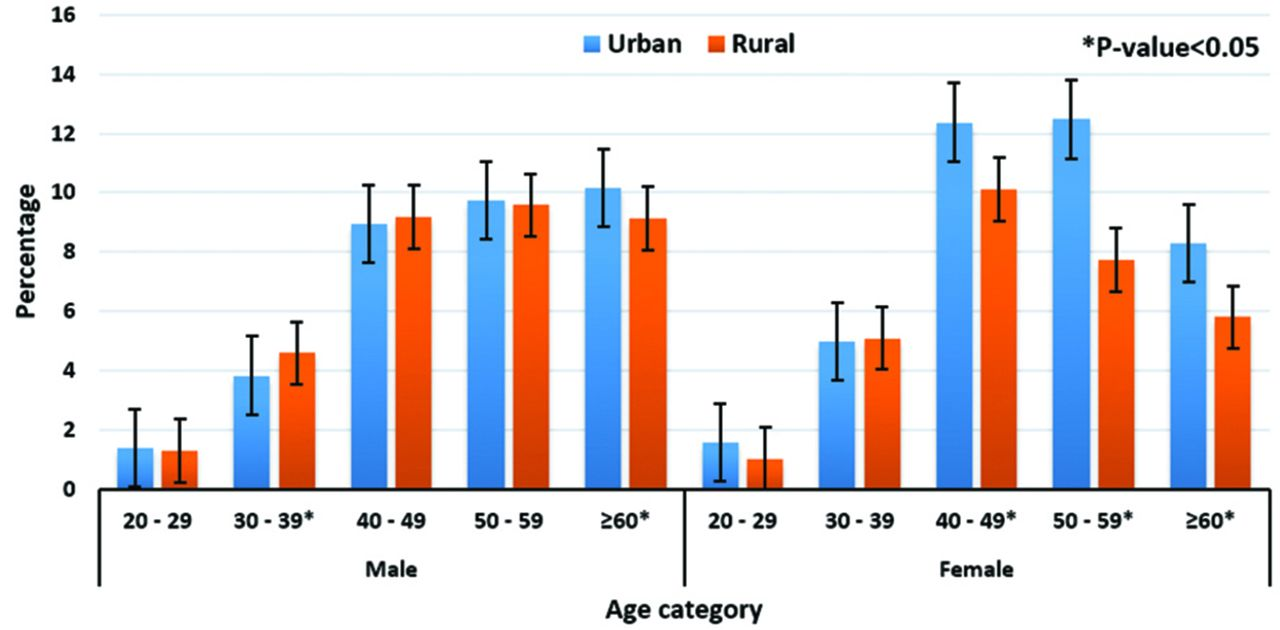 16
Urban Rural
*P-value<0.05
14
12
10
8
6
4
2
0
Percentage
20 - 29 30 - 39* 40 - 49 50 - 59 ≥60* 20 - 29 30 - 39 40 - 49* 50 - 59* ≥60*
Male Female
Age category